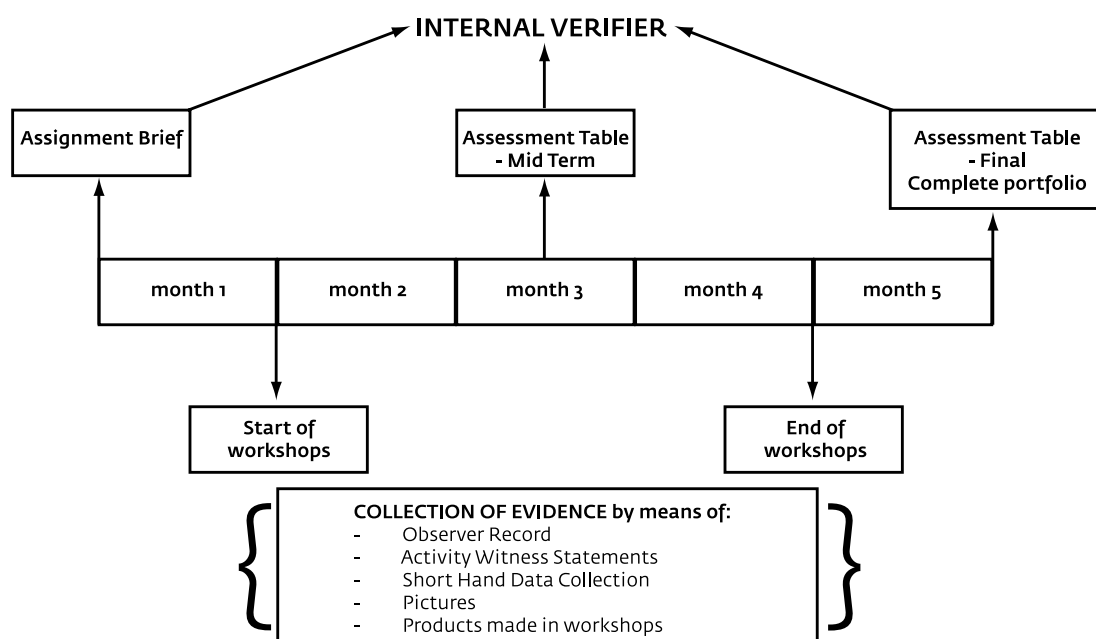 INTERNAL VERIFIER
Assignment Brief
Assessment Table
- Mid Term
Assessment Table
- Final
Complete portfolio
month 1
month 2
month 3
month 4
month 5
Start of
workshops
End of
workshops
COLLECTION OF EVIDENCE by means of:
- Observer Record
- Activity Witness Statements
- Short Hand Data Collection
- Pictures
- Products made in workshops